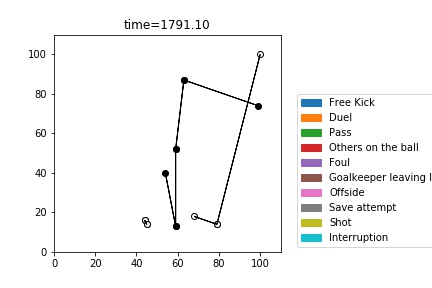 time=1791.10
100
80
60
40
20
0
0 20 40 60 80 100
Free Kick
Duel
Pass
Others on the ball
Foul
Goalkeeper leaving l
Offside
Save attempt
Shot
Interruption